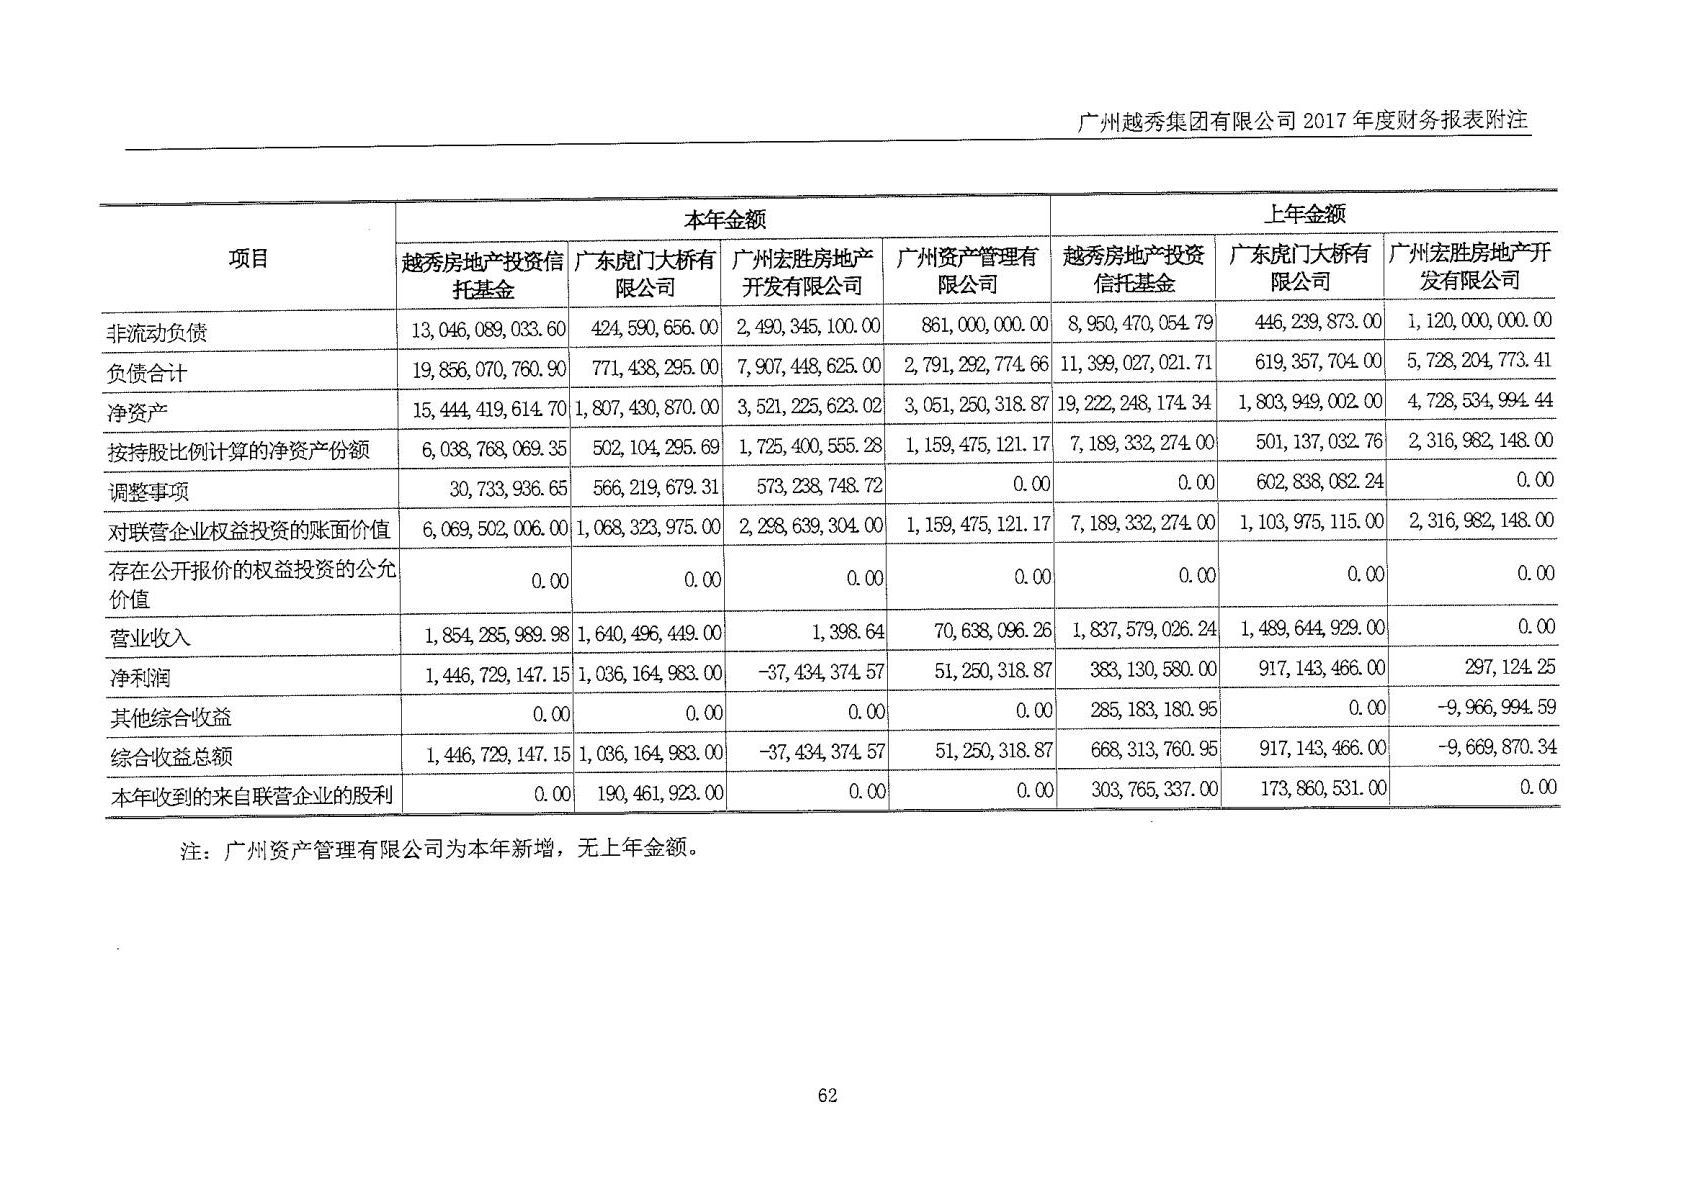 广州越秀集团有限公司 2017 年度财务报表附注
项目 本年金额 上年金额
越秀房地产投资信托基金 广东虎门大桥有限公司 广州宏胜房地产开发有限公司 广州资产管理有限公司 越秀房地产投资信托基金 广东虎门大桥有限公司 广州宏胜房地产开发有限公司
非流动负债 13,046,089,033.60 424,590,656.00 2,490,345,100.00 861,000,000.00 8,950,470,054.79 446,239,873.00 1,120,000,000.00
负债合计 19,856,070,760.90 771,438,295.00 7,907,448,625.00 2,791,292,774.66 11,399,027,021.71 619,357,704.00 5,728,204,773.41
净资产 15,444,419,614.70 1,807,430,870.00 3,521,225,623.02 3,051,250,318.87 19,222,248,174.34 1,803,949,002.00 4,728,534,994.44
按持股比例计算的净资产份额 6,038,768,069.35 502,104,295.69 1,725,400,555.28 1,159,475,121.17 7,189,332,274.00 501,137,032.76 2,316,982,148.00
调整事项 30,733,936.65 566,219,679.31 573,238,748.72 0.00 0.00 602,838,082.24 0.00
对联营企业权益投资的账面价值 6,069,502,006.00 1,068,323,975.00 2,298,639,304.00 1,159,475,121.17 7,189,332,274.00 1,103,975,115.00 2,316,982,148.00
存在公开报价的权益投资的公允价值 0.00 0.00 0.00 0.00 0.00 0.00 0.00
营业收入 1,854,285,989.98 1,640,496,449.00 1,398.64 70,638,096.26 1,837,579,026.24 1,489,644,929.00 0.00
净利润 1,446,729,147.15 1,036,164,983.00 -37,434,374.57 51,250,318.87 383,130,580.00 917,143,466.00 297,124.25
其他综合收益 0.00 0.00 0.00 0.00 285,183,180.95 0.00 -9,966,994.59
综合收益总额 1,446,729,147.15 1,036,164,983.00 -37,434,374.57 51,250,318.87 668,313,760.95 917,143,466.00 -9,669,870.34
本年收到的来自联营企业的股利 0.00 190,461,923.00 0.00 0.00 303,765,337.00 173,860,531.00 0.00
注：广州资产管理有限公司为本年新增，无上年金额。
62